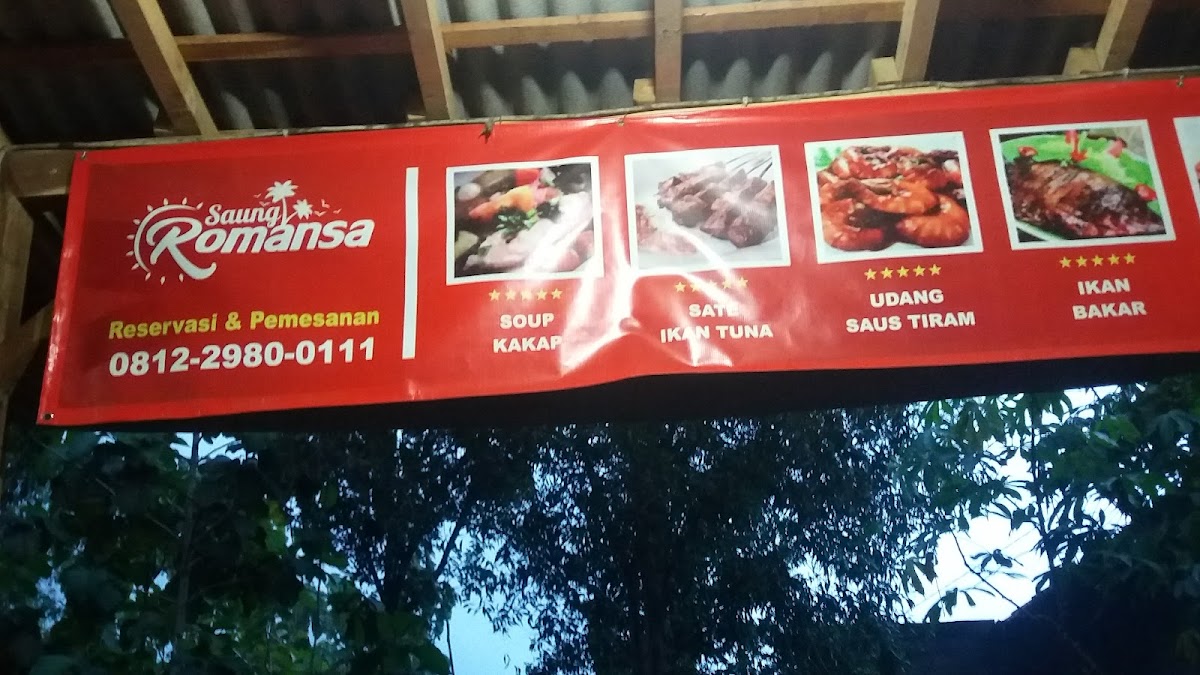 Saung
Romansa
Reservasi & Pemesanan
0812-2980-0111
SOUP
KAKAP
SATE
IKAN TUNA
UDANG
SAUS TIRAM
IKAN
BAKAR